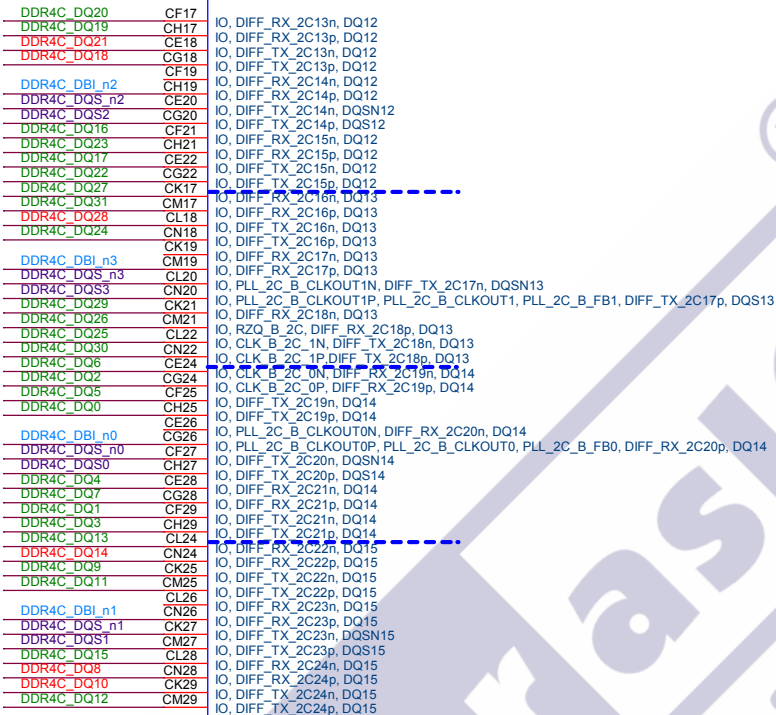 DDR4C_DQ20 CF17 IO, DIFF_RX_2C13n, DQ12
DDR4C_DQ19 CH17 IO, DIFF_RX_2C13p, DQ12
DDR4C_DQ21 CE18 IO, DIFF_TX_2C13n, DQ12
DDR4C_DQ18 CG18 IO, DIFF_TX_2C13p, DQ12
CF19 IO, DIFF_RX_2C14n, DQ12
DDR4C_DBI_n2 CH19 IO, DIFF_RX_2C14p, DQ12
DDR4C_DQS_n2 CE20 IO, DIFF_TX_2C14n, DQSN12
DDR4C_DQS2 CG20 IO, DIFF_TX_2C14p, DQS12
DDR4C_DQ16 CF21 IO, DIFF_RX_2C15n, DQ12
DDR4C_DQ23 CH21 IO, DIFF_RX_2C15p, DQ12
DDR4C_DQ17 CE22 IO, DIFF_TX_2C15n, DQ12
DDR4C_DQ22 CG22 IO, DIFF_TX_2C15p, DQ12
DDR4C_DQ27 CK17 IO, DIFF_RX_2C16n, DQ13
DDR4C_DQ31 CM17 IO, DIFF_RX_2C16p, DQ13
DDR4C_DQ28 CL18 IO, DIFF_TX_2C16n, DQ13
DDR4C_DQ24 CN18 IO, DIFF_TX_2C16p, DQ13
CK19 IO, DIFF_RX_2C17n, DQ13
DDR4C_DBI_n3 CM19 IO, DIFF_RX_2C17p, DQ13
DDR4C_DQS_n3 CL20 IO, PLL_2C_B_CLKOUT1N, DIFF_TX_2C17n, DQSN13
DDR4C_DQS3 CN20 IO, PLL_2C_B_CLKOUT1P, PLL_2C_B_CLKOUT1, PLL_2C_B_FB1, DIFF_TX_2C17p, DQS13
DDR4C_DQ29 CK21 IO, DIFF_RX_2C18n, DQ13
DDR4C_DQ26 CM21 IO, RZQ_B_2C, DIFF_RX_2C18p, DQ13
DDR4C_DQ25 CL22 IO, CLK_B_2C_1N, DIFF_TX_2C18n, DQ13
DDR4C_DQ30 CN22 IO, CLK_B_2C_1P,DIFF_TX_2C18p, DQ13
DDR4C_DQ6 CE24 IO, CLK_B_2C_0N, DIFF_RX_2C19n, DQ14
DDR4C_DQ2 CG24 IO, CLK_B_2C_0P, DIFF_RX_2C19p, DQ14
DDR4C_DQ5 CF25 IO, DIFF_TX_2C19n, DQ14
DDR4C_DQ0 CH25 IO, DIFF_TX_2C19p, DQ14
CE26 IO, PLL_2C_B_CLKOUT0N, DIFF_RX_2C20n, DQ14
DDR4C_DBI_n0 CG26 IO, PLL_2C_B_CLKOUT0P, PLL_2C_B_CLKOUT0, PLL_2C_B_FB0, DIFF_RX_2C20p, DQ14
DDR4C_DQS_n0 CF27 IO, DIFF_TX_2C20n, DQSN14
DDR4C_DQS0 CH27 IO, DIFF_TX_2C20p, DQS14
DDR4C_DQ4 CE28 IO, DIFF_RX_2C21n, DQ14
DDR4C_DQ7 CG28 IO, DIFF_RX_2C21p, DQ14
DDR4C_DQ1 CF29 IO, DIFF_TX_2C21n, DQ14
DDR4C_DQ3 CH29 IO, DIFF_TX_2C21p, DQ14
DDR4C_DQ13 CL24 IO, DIFF_RX_2C22n, DQ15
DDR4C_DQ14 CN24 IO, DIFF_RX_2C22p, DQ15
DDR4C_DQ9 CK25 IO, DIFF_TX_2C22n, DQ15
DDR4C_DQ11 CM25 IO, DIFF_TX_2C22p, DQ15
CL26 IO, DIFF_RX_2C23n, DQ15
DDR4C_DBI_n1 CN26 IO, DIFF_RX_2C23p, DQ15
DDR4C_DQS_n1 CK27 IO, DIFF_TX_2C23n, DQSN15
DDR4C_DQS1 CM27 IO, DIFF_TX_2C23p, DQS15
DDR4C_DQ15 CL28 IO, DIFF_RX_2C24n, DQ15
DDR4C_DQ8 CN28 IO, DIFF_RX_2C24p, DQ15
DDR4C_DQ10 CK29 IO, DIFF_TX_2C24n, DQ15
DDR4C_DQ12 CM29 IO, DIFF_TX_2C24p, DQ15